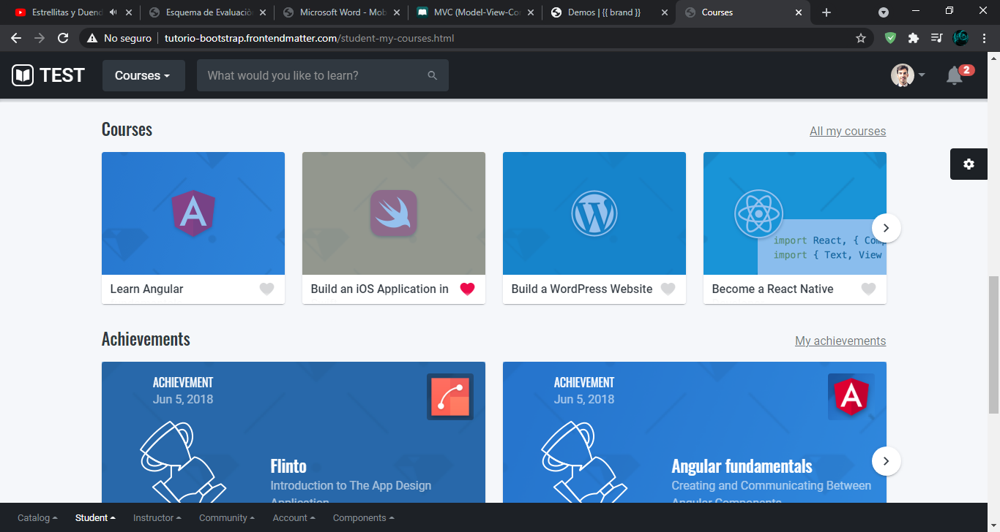 Estrellitas y Duend
Esquema de Evaluación
Microsoft Word - Mob
MVC (Model-View-Co
Demos | {{ brand }}
Courses
No seguro
tutorio-bootstrap.frontendmatter.com/student-my-courses.html
TEST
Courses
What would you like to learn?
2
Courses
All my courses
import React, { Comp
import { Text, View
Learn Angular
Build an iOS Application in
Build a WordPress Website
Become a React Native
Achievements
My achievements
ACHIEVEMENT
Jun 5, 2018
Flinto
Introduction to The App Design
Application
ACHIEVEMENT
Jun 5, 2018
Angular fundamentals
Creating and Communicating Between
Angular Components
Catalog
Student
Instructor
Community
Account
Components